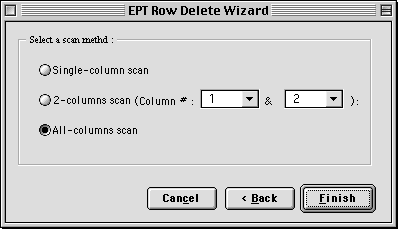 EPT Row Delete Wizard
Select a scan methd :
Single-column scan
2-columns scan (Column # : 1 & 2 ):
All-columns scan
Cancel < Back Finish